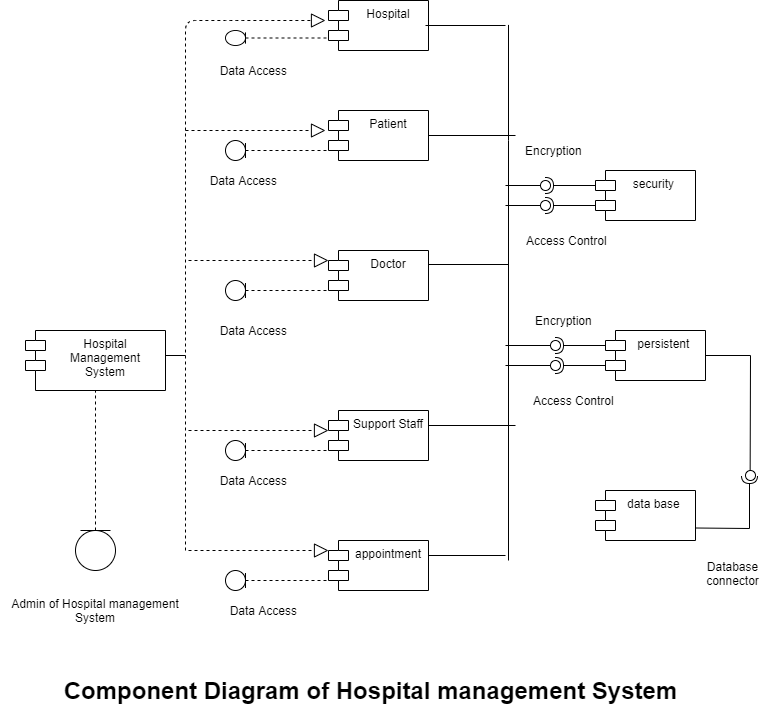 Hospital
Data Access
Patient
Data Access
Encryption
security
Access Control
Doctor
Data Access
Hospital
Management
System
Encryption
persistent
Access Control
Support Staff
Data Access
data base
appointment
Database
connector
Data Access
Admin of Hospital management
System
Component Diagram of Hospital management System